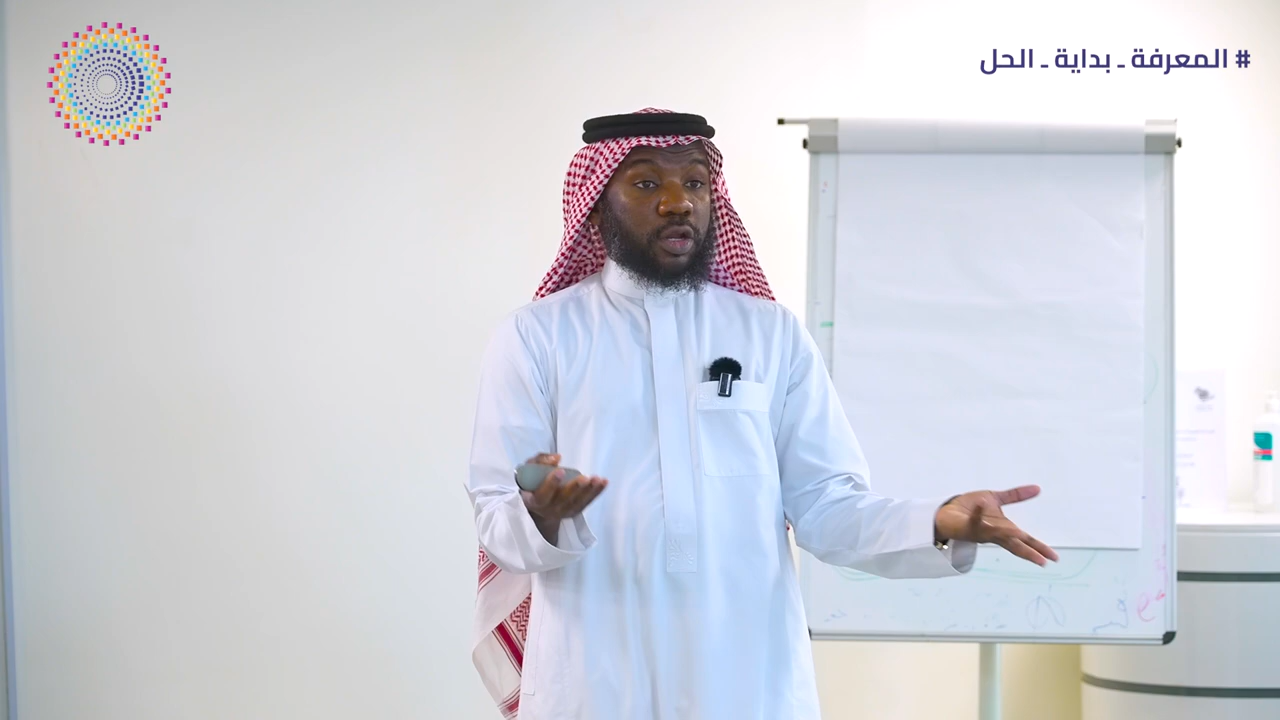 # المعرفة ـ بداية ـ الحل